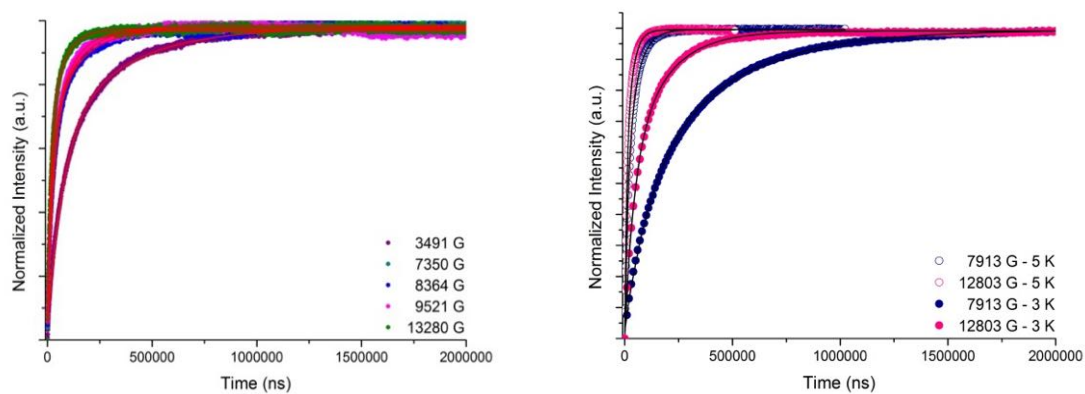 Normalized Intensity (a.u.)
3491 G
7350 G
8364 G
9521 G
13280 G
0 500000 1000000 1500000 2000000
Time (ns)
Normalized Intensity (a.u.)
7913 G - 5 K
12803 G - 5 K
7913 G - 3 K
12803 G - 3 K
0 500000 1000000 1500000 2000000
Time (ns)